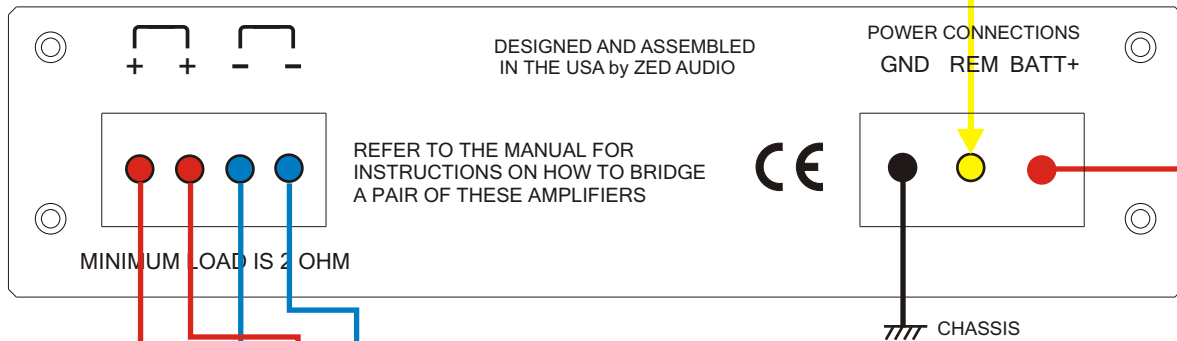 + + − −
DESIGNED AND ASSEMBLED
IN THE USA by ZED AUDIO
POWER CONNECTIONS
GND REM BATT+
REFER TO THE MANUAL FOR
INSTRUCTIONS ON HOW TO BRIDGE
A PAIR OF THESE AMPLIFIERS
CE
MINIMUM LOAD IS 2 OHM
CHASSIS